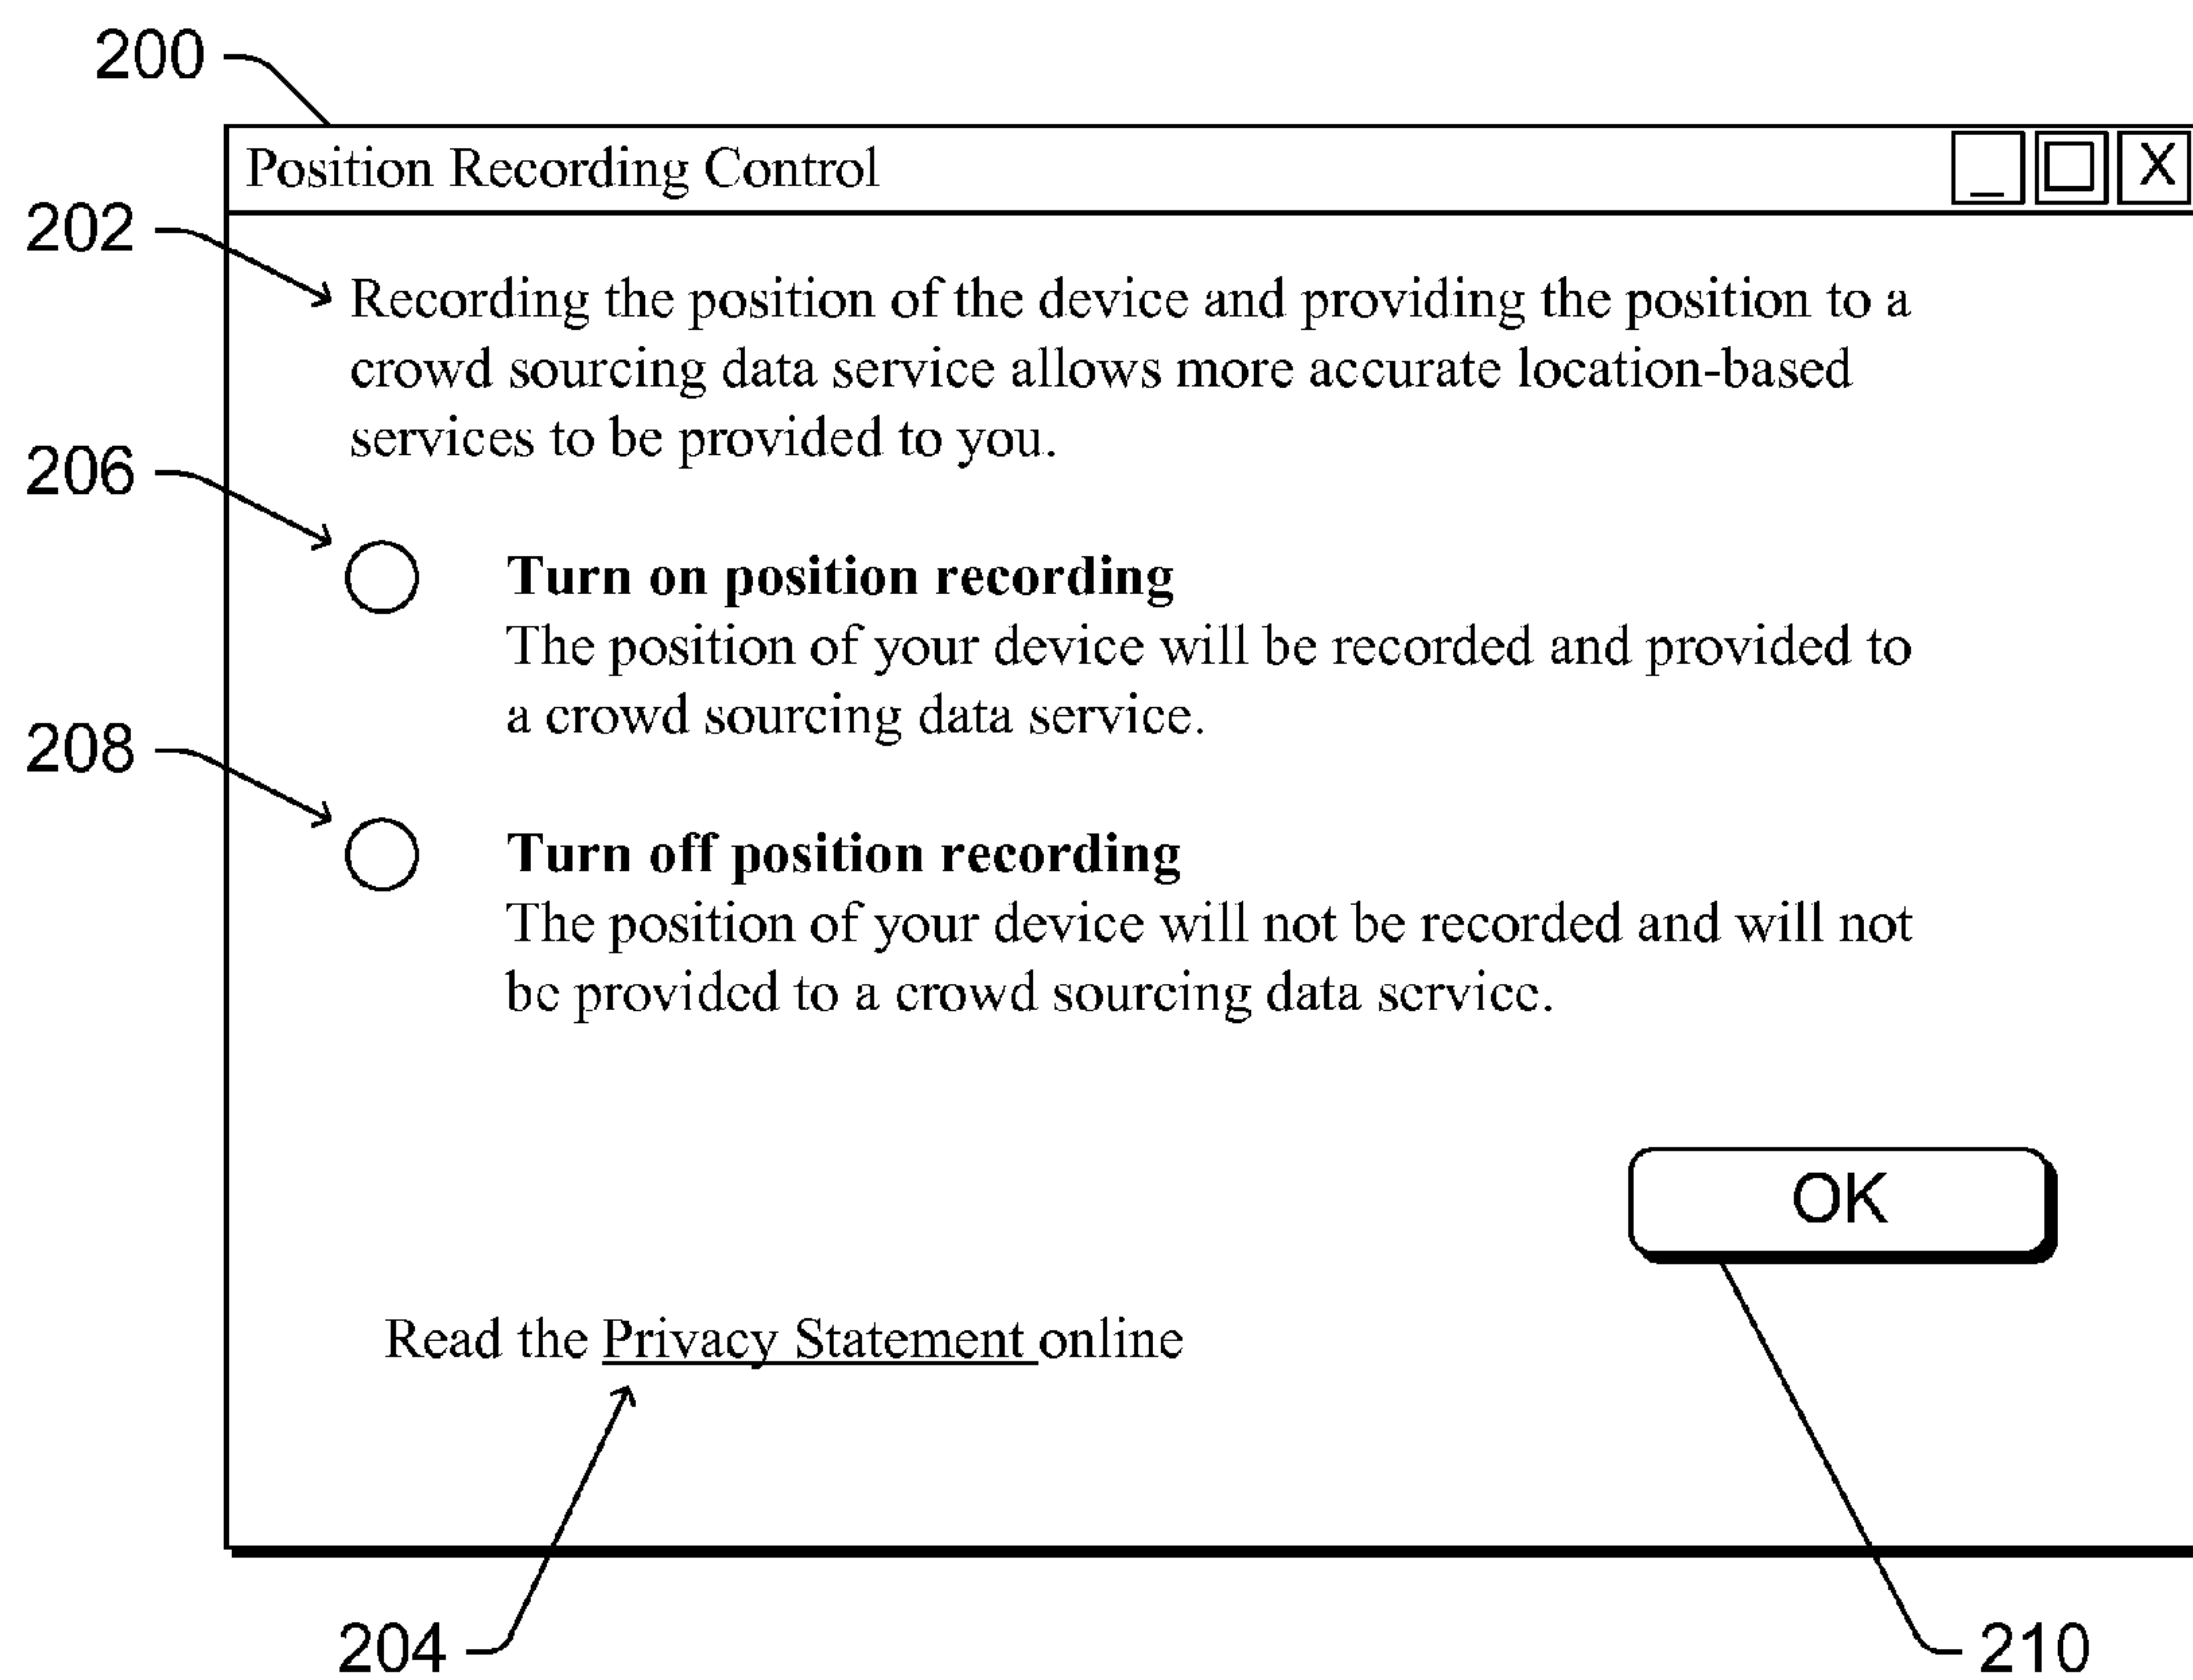 200
Position Recording Control _ X
202
Recording the position of the device and providing the position to a
crowd sourcing data service allows more accurate location-based
services to be provided to you.
206
Turn on position recording
The position of your device will be recorded and provided to
a crowd sourcing data service.
208
Turn off position recording
The position of your device will not be recorded and will not
be provided to a crowd sourcing data service.
OK
Read the Privacy Statement online
204
210